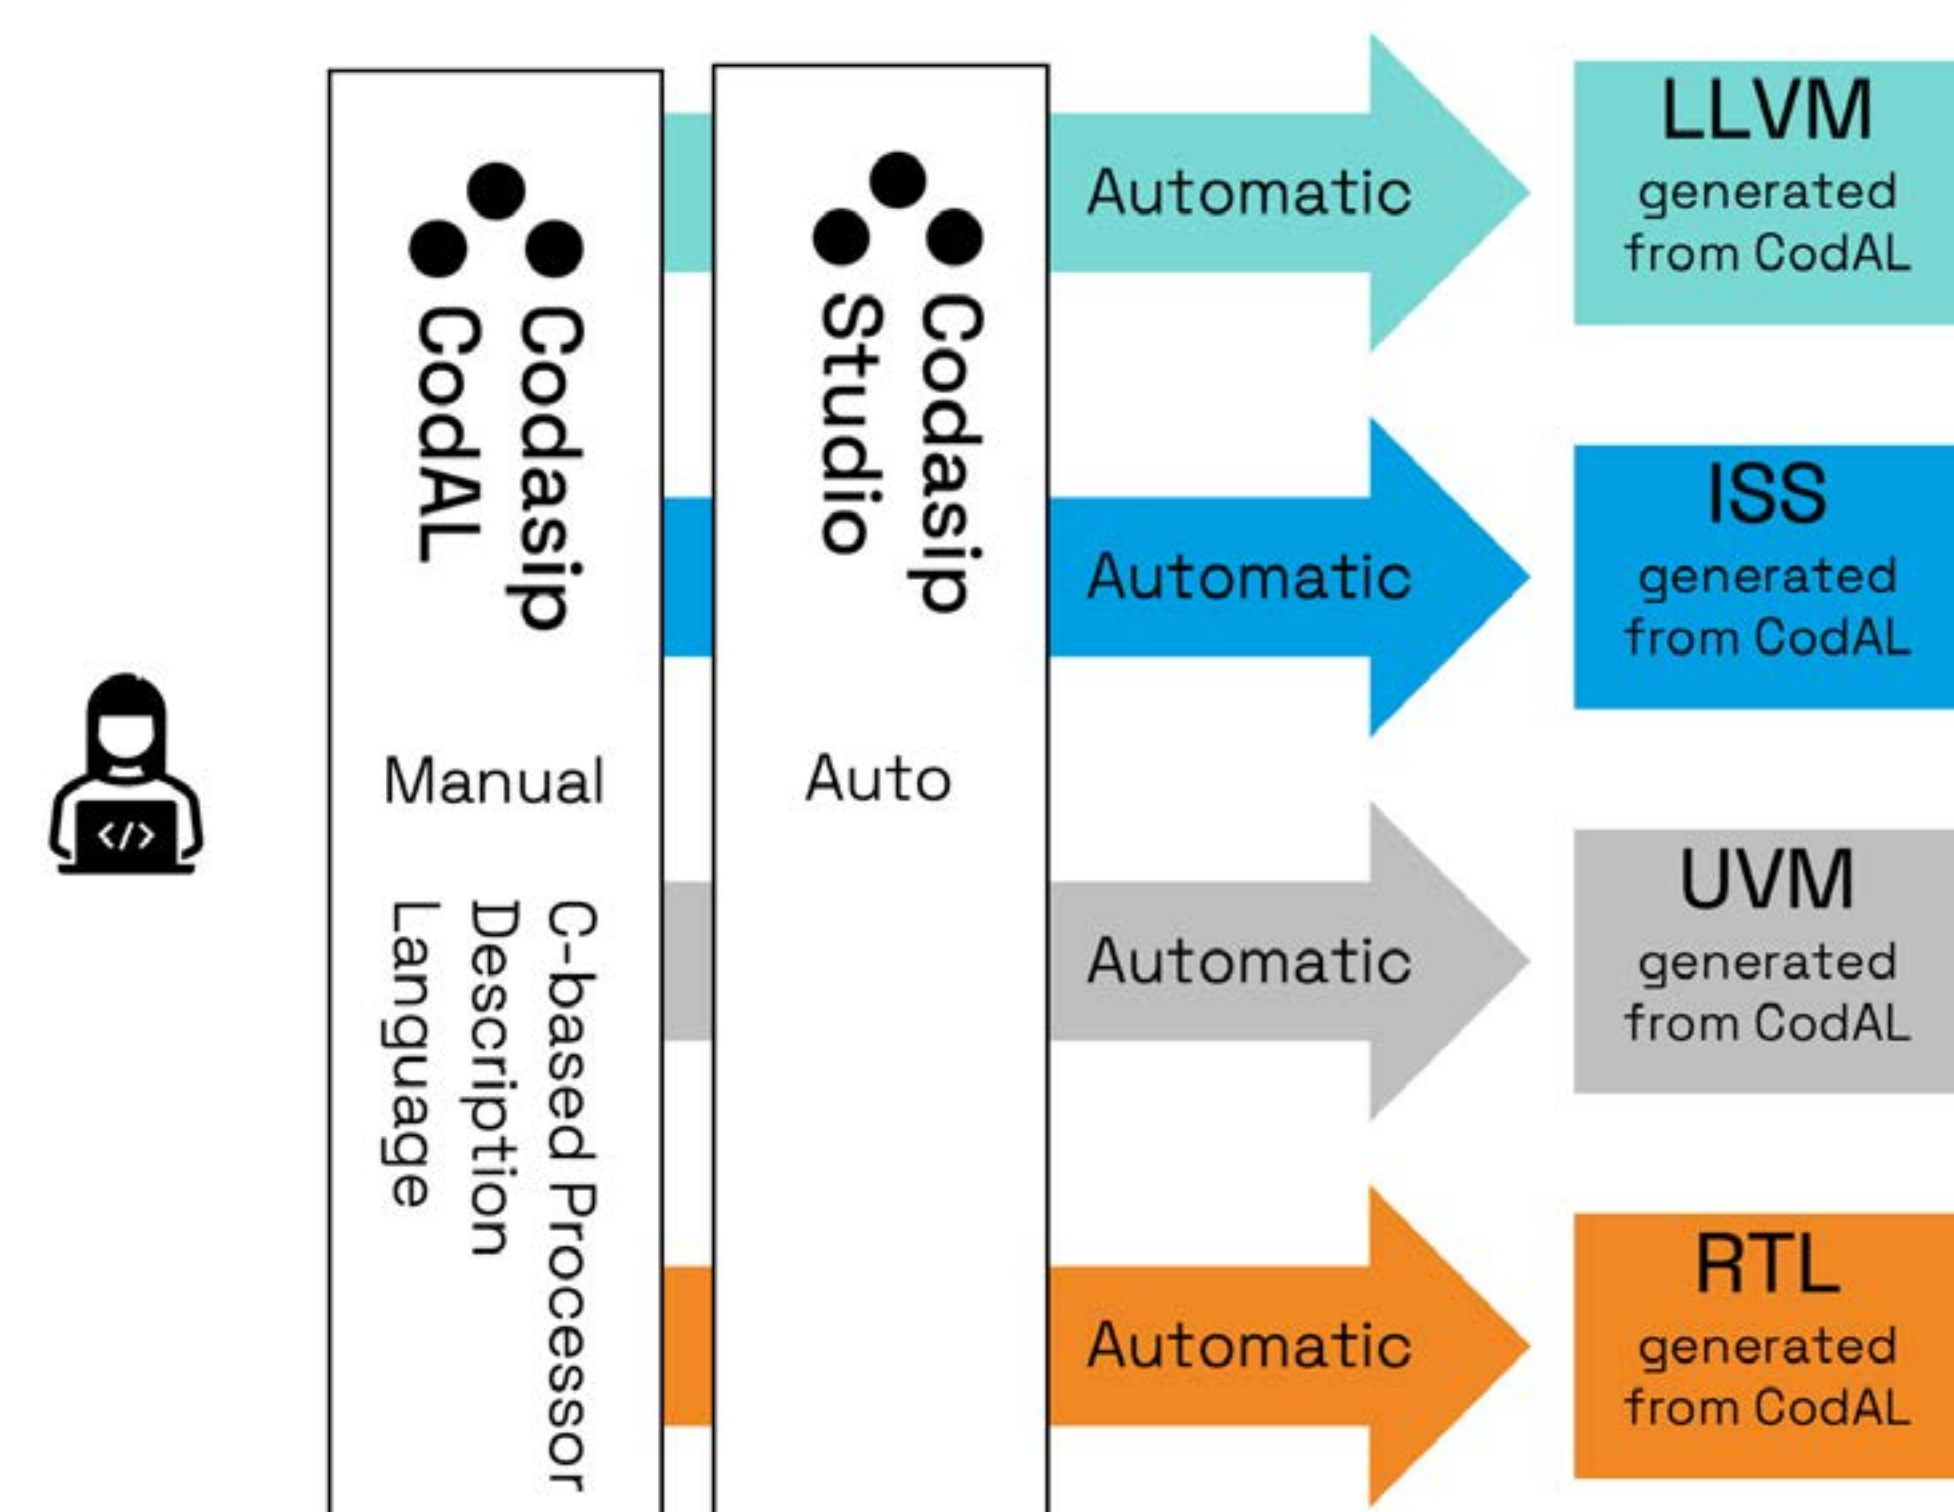 Codasip
CodAL
Manual
C-based Processor
Description
Language
Codasip
Studio
Auto
Automatic
LLVM
generated
from CodAL
Automatic
ISS
generated
from CodAL
Automatic
UVM
generated
from CodAL
Automatic
RTL
generated
from CodAL
</>